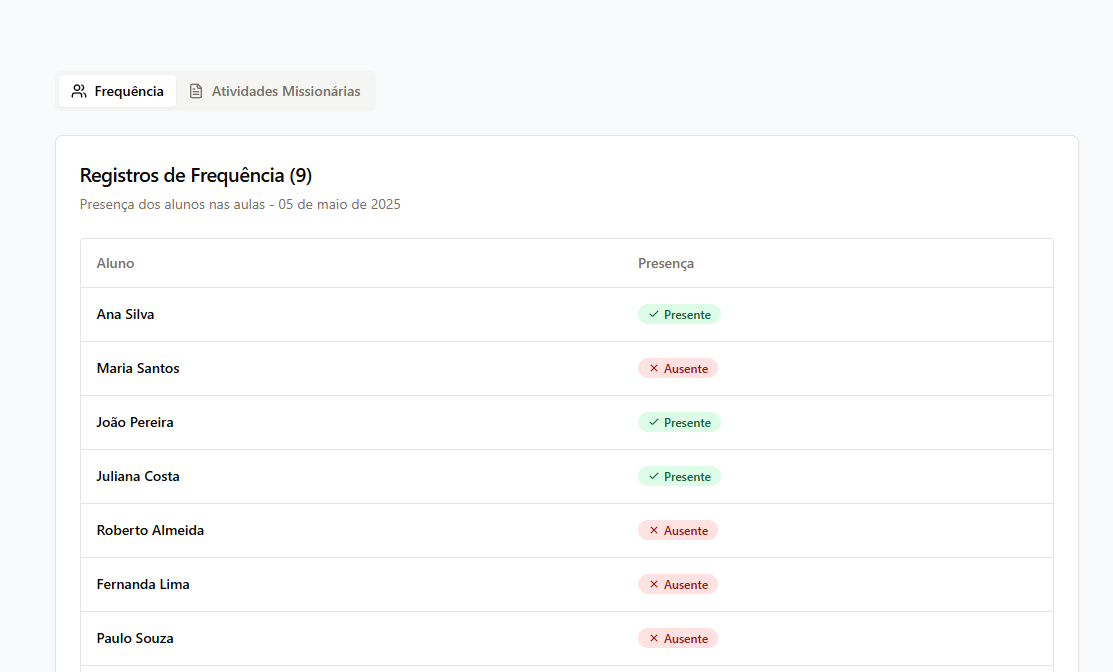 Frequência Atividades Missionárias
Registros de Frequência (9)
Presença dos alunos nas aulas - 05 de maio de 2025
Aluno Presença
Ana Silva Presente
Maria Santos Ausente
João Pereira Presente
Juliana Costa Presente
Roberto Almeida Ausente
Fernanda Lima Ausente
Paulo Souza Ausente